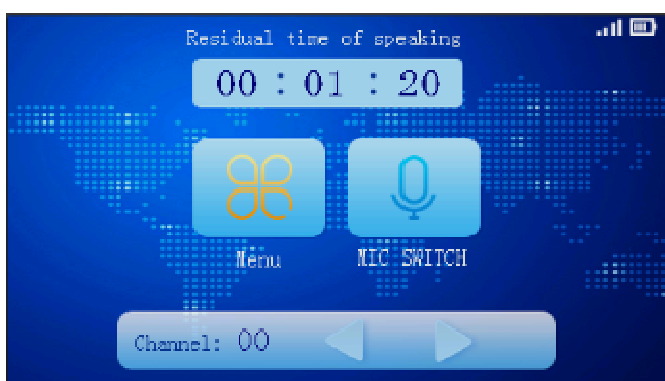 Residual time of speaking
00 : 01 : 20
Menu
MIC SWITCH
Channel: 00